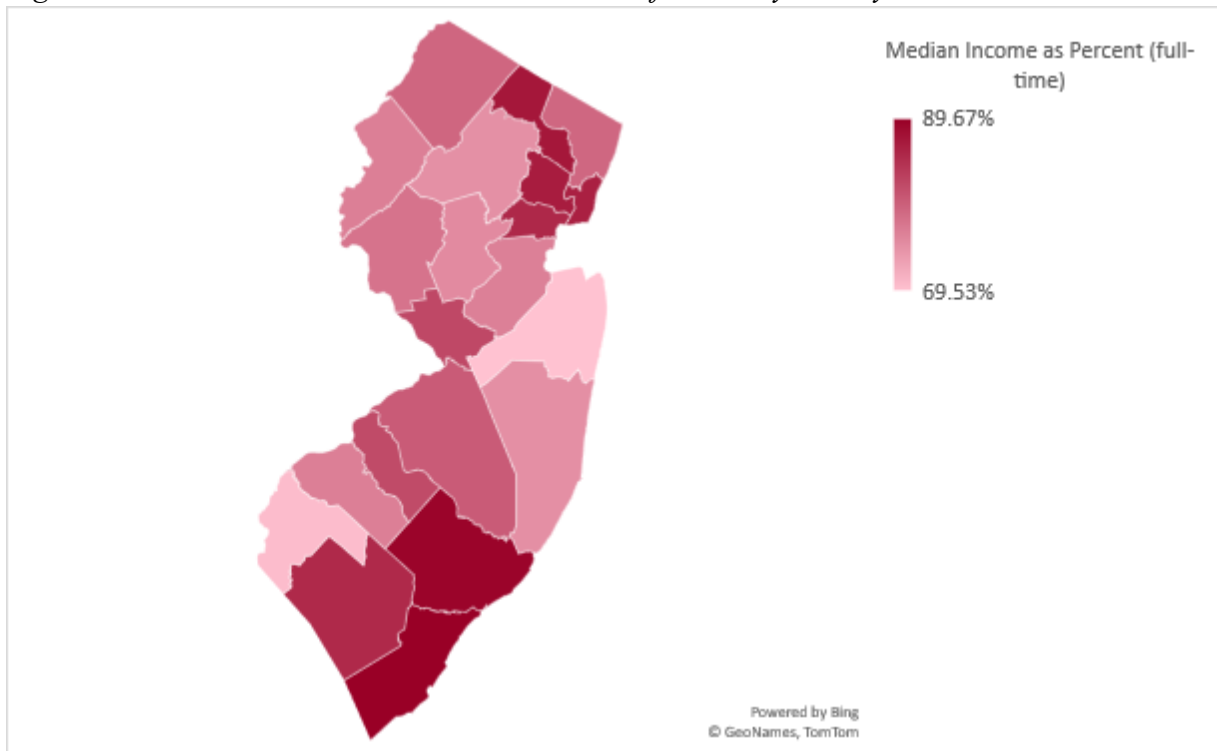 Median Income as Percent (full-
time)
89.67%
69.53%
Powered by Bing
© GeoNames, TomTom